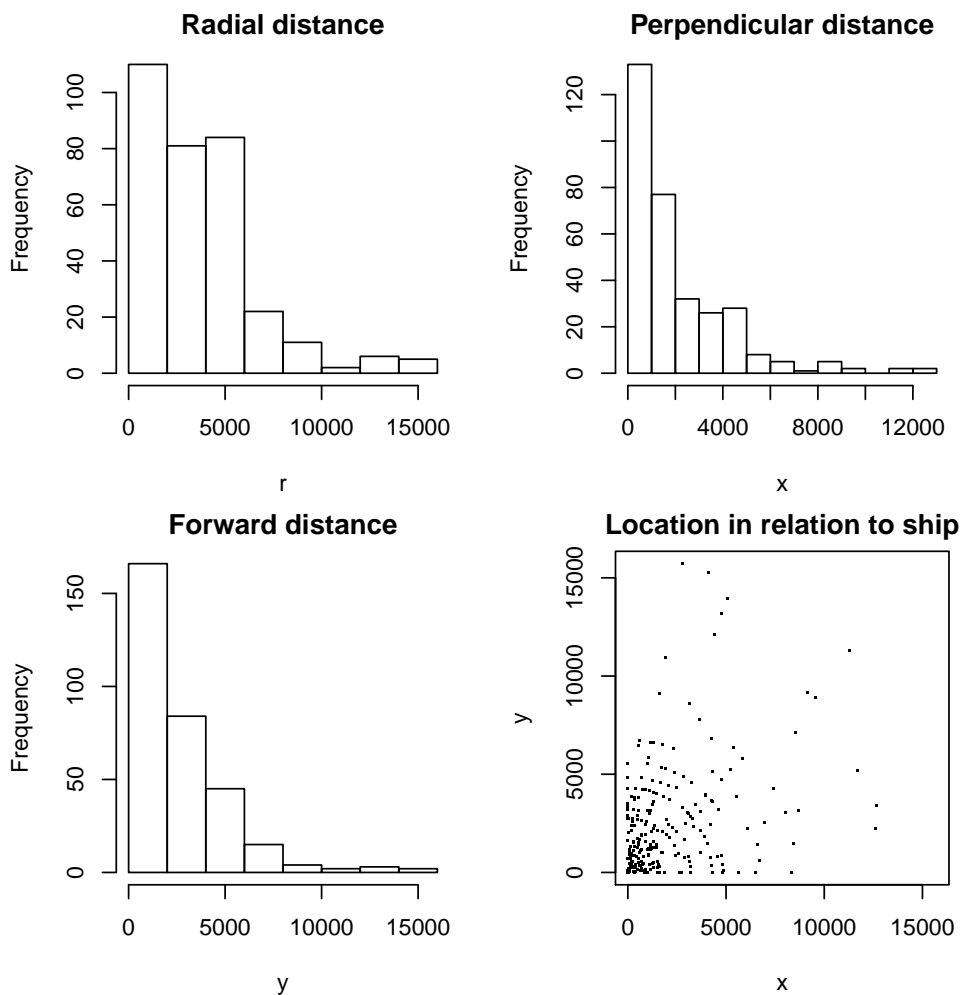 Radial distance
Frequency
0 20 40 60 80 100
0 5000 10000 15000
r
Perpendicular distance
Frequency
0 20 40 60 80 120
0 4000 8000 12000
x
Forward distance
Frequency
0 50 100 150
0 5000 10000 15000
y
Location in relation to ship
y
0 5000 10000 15000
0 5000 10000 15000
x